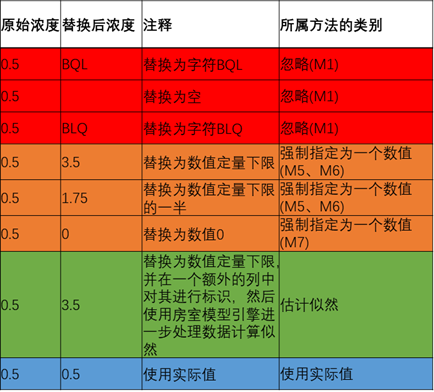 原始浓度 替换后浓度 注释 所属方法的类别
0.5 BQL 替换为字符BQL 忽略(M1)
0.5 替换为空 忽略(M1)
0.5 BLQ 替换为字符BLQ 忽略(M1)
0.5 3.5 替换为数值定量下限 强制指定为一个数值
(M5、M6)
0.5 1.75 替换为数值定量下限
的一半 强制指定为一个数值
(M5、M6)
0.5 0 替换为数值0 强制指定为一个数值
(M7)
0.5 3.5 替换为数值定量下限,
并在一个额外的列中
对其进行标识，然后
使用房室模型引擎进
一步处理数据计算似
然 估计似然
0.5 0.5 使用实际值 使用实际值